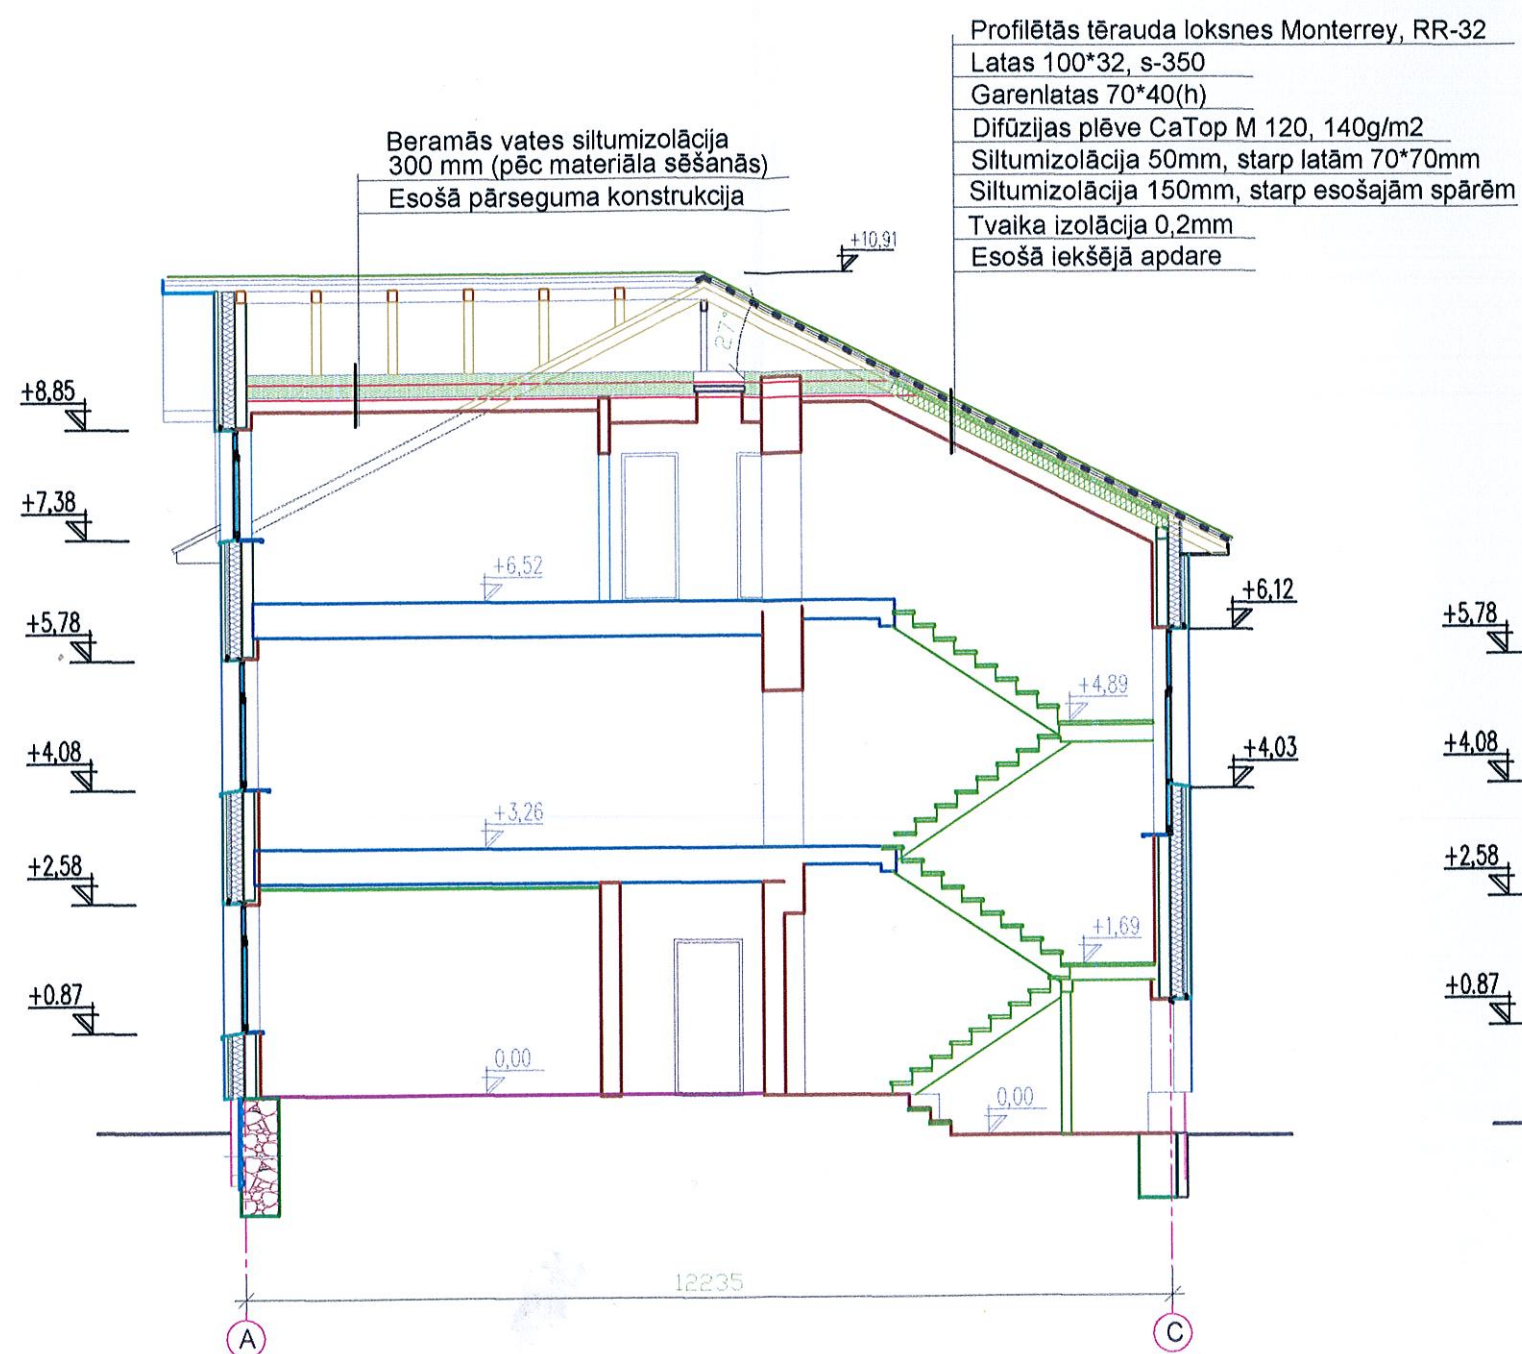 Profilētās tērauda loksnes Monterrey, RR-32
Latas 100*32, s-350
Garenlatas 70*40(h)
Difūzijas plēve CaTop M 120, 140g/m2
Siltumizolācija 50mm, starp latām 70*70mm
Siltumizolācija 150mm, starp esošajām spārēm
Tvaika izolācija 0,2mm
Esošā iekšējā apdare
Beramās vates siltumizolācija
300 mm (pēc materiāla sēšanās)
Esošā pārseguma konstrukcija
+10,91
27°
+8,85
+7,38
+6,52
+6,12
+5,78
+5,78
+4,89
+4,08
+4,03
+4,08
+3,26
+2,58
+2,58
+1,69
+0.87
+0.87
0,00
0,00
12235
A
C